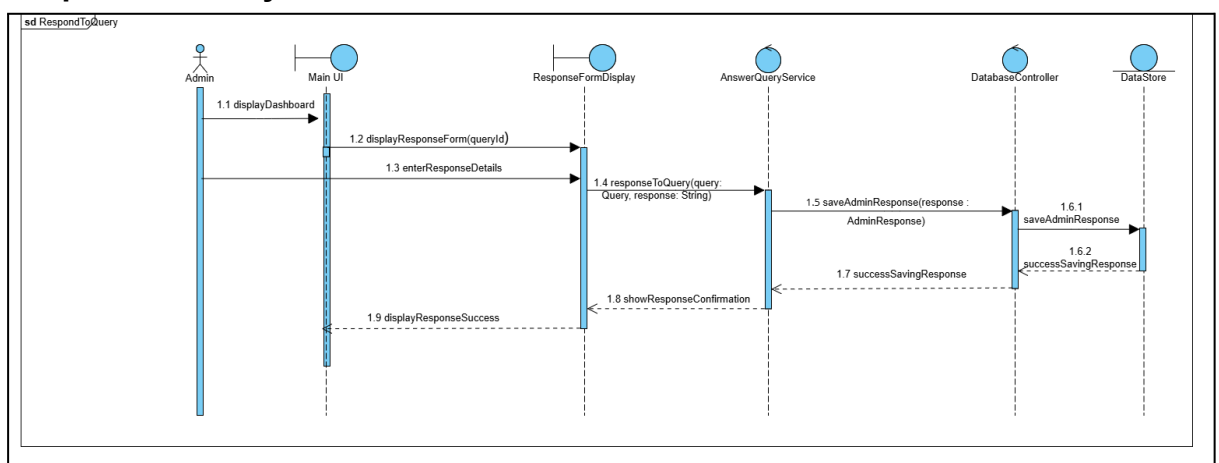 sd RespondToQuery
Admin
Main UI
ResponseFormDisplay
AnswerQueryService
DatabaseController
DataStore
1.1 displayDashboard
1.2 displayResponseForm(queryId)
1.3 enterResponseDetails
1.4 responseToQuery(query:
Query, response: String)
1.5 saveAdminResponse(response :
AdminResponse)
1.6.1
saveAdminResponse
1.6.2
successSavingResponse
1.7 successSavingResponse
1.8 showResponseConfirmation
1.9 displayResponseSuccess